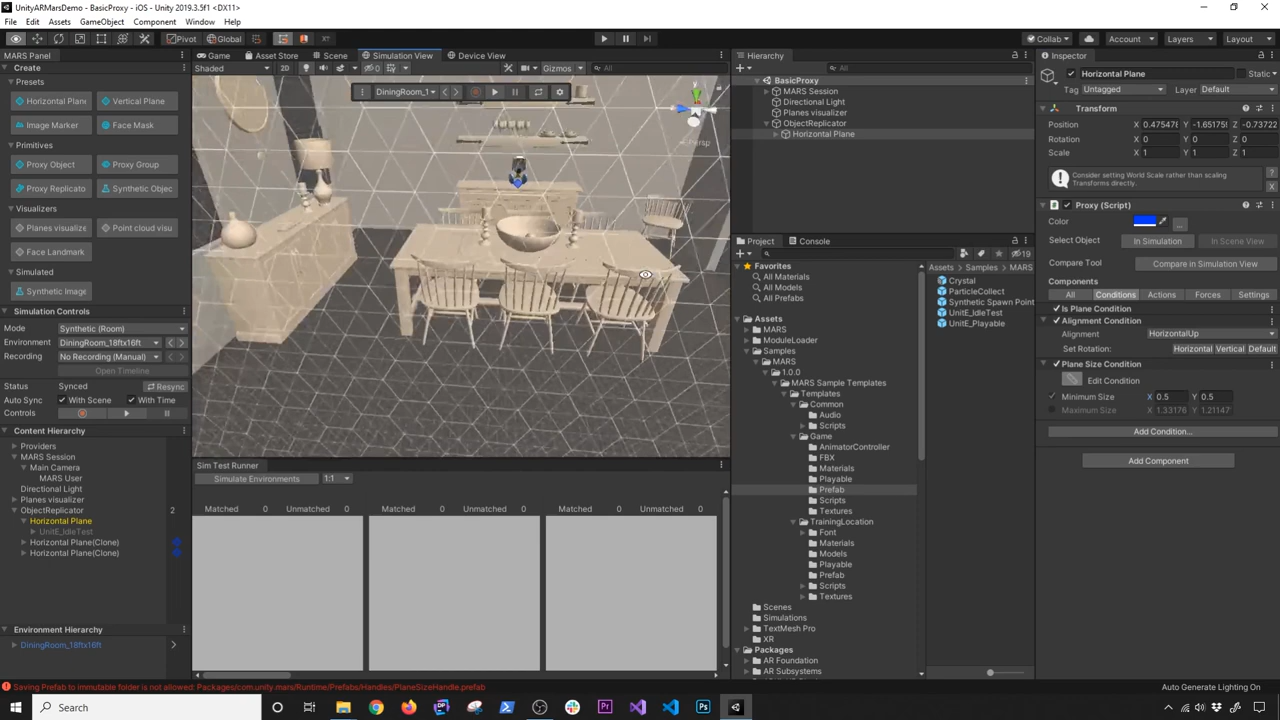 UnityARMarsDemo - BasicProxy - iOS - Unity 2019.3.5f1 <DX11>
File Edit Assets GameObject Component Window Help
Pivot Global Collab Account Layers Layout
MARS Panel
Create
Presets
Horizontal Plan Vertical Plane
Image Marker Face Mask
Primitives
Proxy Object Proxy Group
Proxy Replicato Synthetic Objec
Visualizers
Planes visualize Point cloud visu
Face Landmark
Simulated
Synthetic Imag
Simulation Controls
Mode Synthetic (Room)
Environment DiningRoom_18ftx16ft
Recording No Recording (Manual)
Open Timeline
Status Synced Resync
Auto Sync With Scene With Time
Controls
Content Hierarchy
Providers
MARS Session
Main Camera
MARS User
Directional Light
Planes visualizer
ObjectReplicator 2
Horizontal Plane
UnitE_IdleTest
Horizontal Plane(Clone)
Horizontal Plane(Clone)
Environment Hierarchy
DiningRoom_18ftx16ft
Game Asset Store Scene Simulation View Device View
Shaded 2D 0 Gizmos All
DiningRoom_1
Persp
Sim Test Runner
Simulate Environments 1:1
Matched 0 Unmatched 0 Matched 0 Unmatched 0 Matched 0 Unmatched 0
Hierarchy
All
BasicProxy
MARS Session
Directional Light
Planes visualizer
ObjectReplicator
Horizontal Plane
Project Console
19
Favorites
All Materials
All Models
All Prefabs
Assets
MARS
ModuleLoader
Samples
MARS
1.0.0
MARS Sample Templates
Templates
Common
Audio
Scripts
Game
AnimatorController
FBX
Materials
Playable
Prefab
Scripts
Textures
TrainingLocation
Font
Materials
Models
Playable
Prefab
Scripts
Textures
Scenes
Simulations
TextMesh Pro
XR
Packages
AR Foundation
AR Subsystems
Assets Samples MARS
Crystal
ParticleCollect
Synthetic Spawn Point
UnitE_IdleTest
UnitE_Playable
Inspector
Horizontal Plane Static
Tag Untagged Layer Default
Transform
Position X 0.47547 Y -1.65175 Z -0.73722
Rotation X 0 Y 0 Z 0
Scale X 1 Y 1 Z 1
Consider setting World Scale rather than scaling
Transforms directly.
Proxy (Script)
Color
Select Object In Simulation In Scene View
Compare Tool Compare in Simulation View
Components
All Conditions Actions Forces Settings
Is Plane Condition
Alignment Condition
Alignment HorizontalUp
Set Rotation: Horizontal Vertical Default
Plane Size Condition
Edit Condition
Minimum Size X 0.5 Y 0.5
Maximum Size X 1.33176 Y 1.21147
Add Condition...
Add Component
Saving Prefab to immutable folder is not allowed: Packages/com.unity.mars/Runtime/Prefabs/Handles/PlaneSizeHandle.prefab
Auto Generate Lighting On
Search
3:17 PM